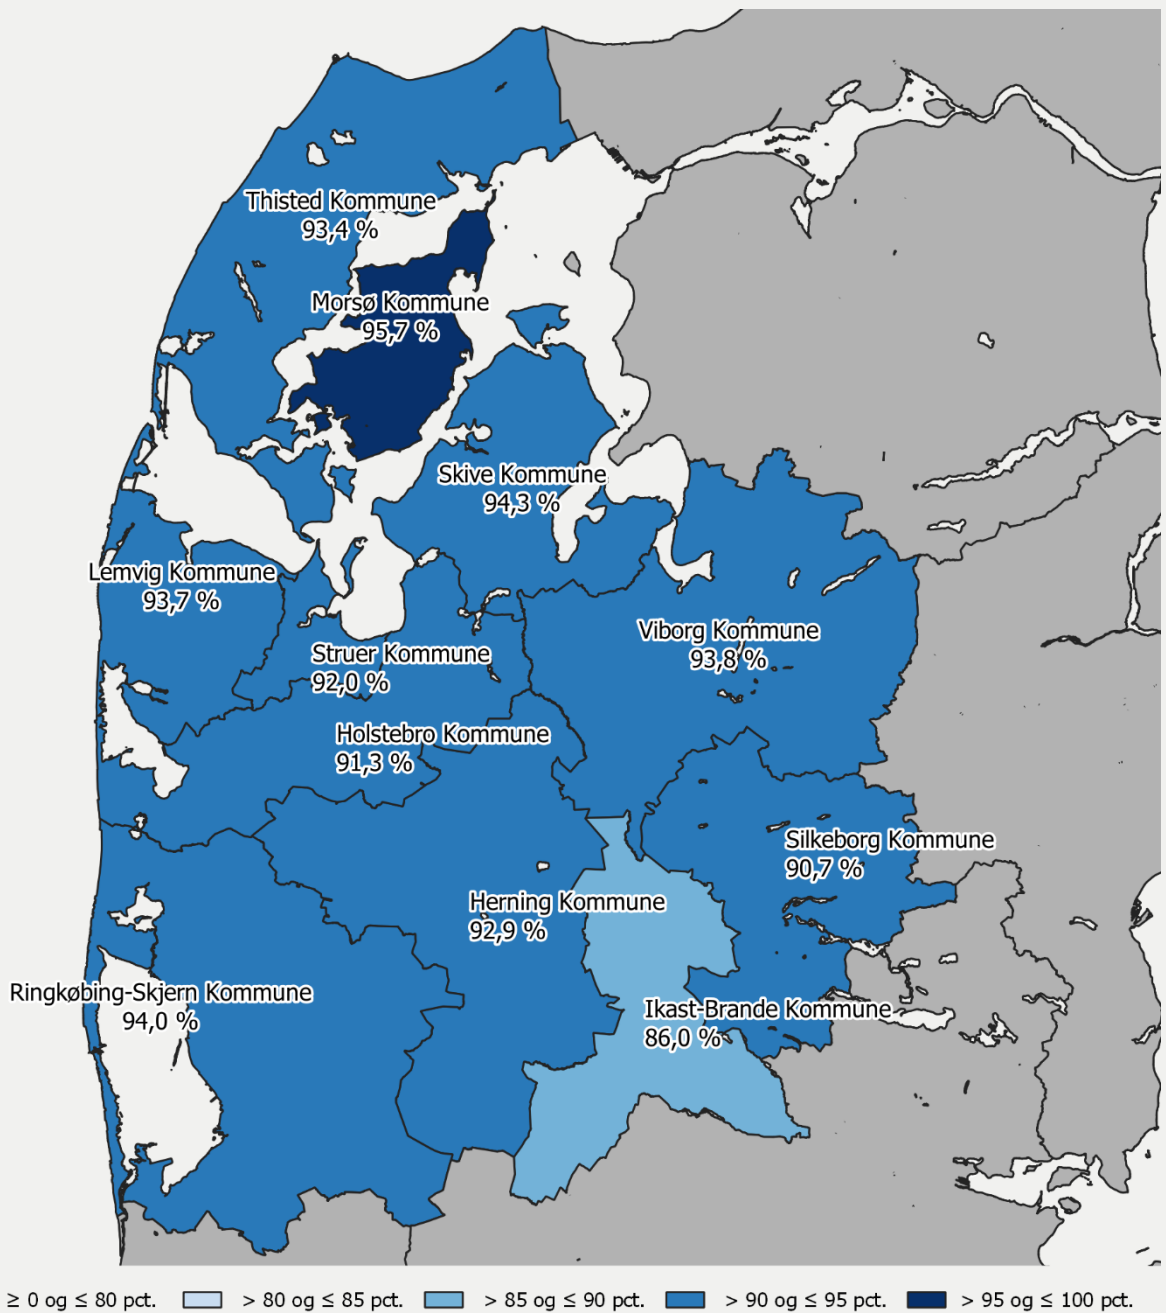 Thisted Kommune
93,4 %
Morsø Kommune
95,7 %
Skive Kommune
94,3 %
Lemvig Kommune
93,7 %
Viborg Kommune
93,8 %
Struer Kommune
92,0 %
Holstebro Kommune
91,3 %
Silkeborg Kommune
90,7 %
Herning Kommune
92,9 %
Ringkøbing-Skjern Kommune
94,0 %
Ikast-Brande Kommune
86,0 %
≥ 0 og ≤ 80 pct. > 80 og ≤ 85 pct. > 85 og ≤ 90 pct. > 90 og ≤ 95 pct. > 95 og ≤ 100 pct.